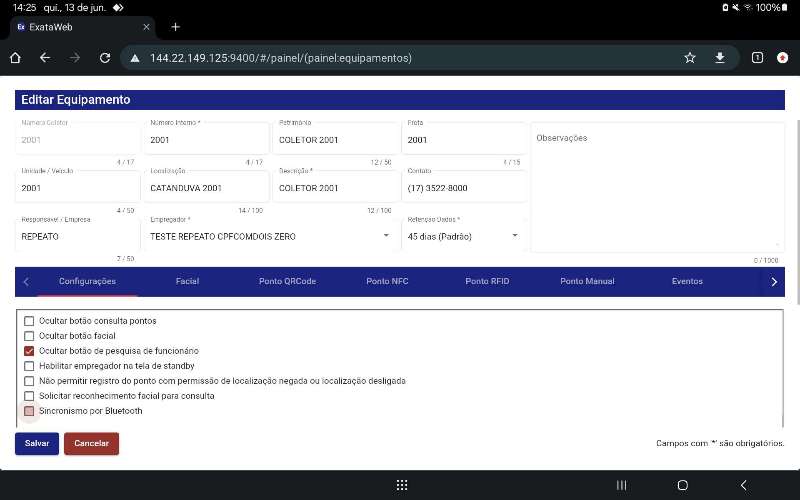 14:25 qui., 13 de jun.
100%
Ex ExataWeb
144.22.149.125:9400/#/painel/(painel:equipamentos)
1
Editar Equipamento
Número Coletor
2001
4 / 17
Número Interno *
2001
4 / 17
Patrimônio
COLETOR 2001
12 / 50
Frota
2001
4 / 15
Observações
0 / 1000
Unidade / Veículo
2001
4 / 50
Localização
CATANDUVA 2001
14 / 100
Descrição *
COLETOR 2001
12 / 100
Contato
(17) 3522-8000
Responsável / Empresa
REPEATO
7 / 50
Empregador *
TESTE REPEATO CPFCOMDOIS ZERO
Retenção Dados *
45 dias (Padrão)
Configurações Facial Ponto QRCode Ponto NFC Ponto RFID Ponto Manual Eventos
Ocultar botão consulta pontos
Ocultar botão facial
Ocultar botão de pesquisa de funcionário
Habilitar empregador na tela de standby
Não permitir registro do ponto com permissão de localização negada ou localização desligada
Solicitar reconhecimento facial para consulta
Sincronismo por Bluetooth
Salvar Cancelar
Campos com '*' são obrigatórios.